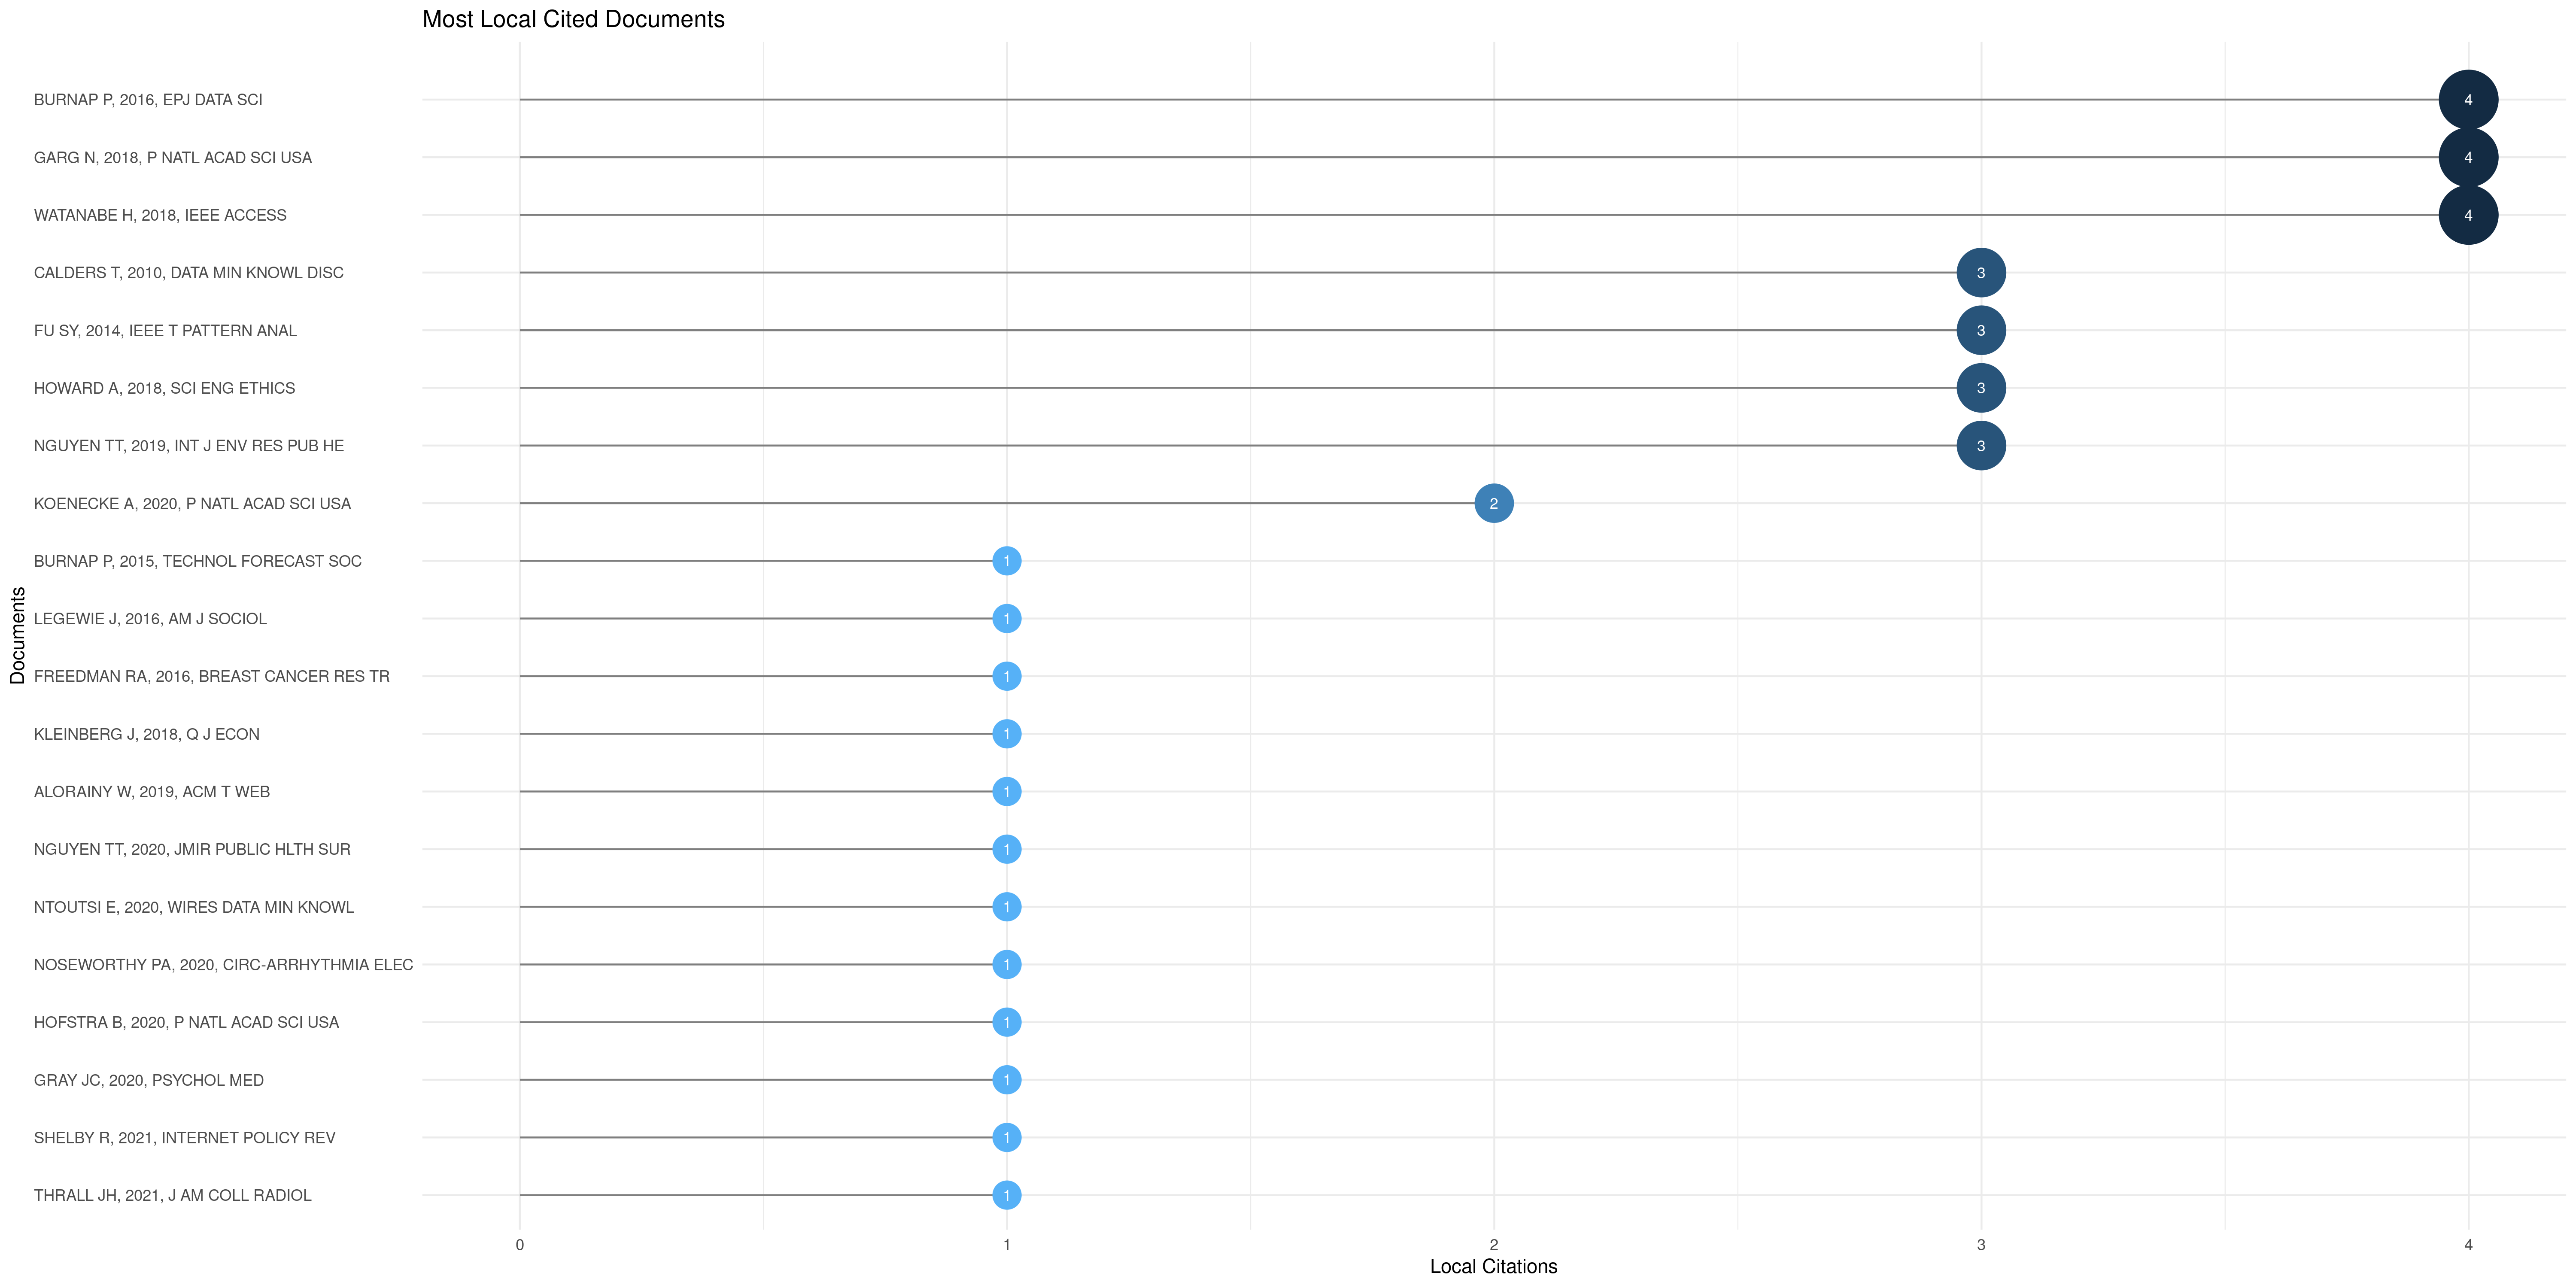 Most Local Cited Documents
BURNAP P, 2016, EPJ DATA SCI
4
GARG N, 2018, P NATL ACAD SCI USA
4
WATANABE H, 2018, IEEE ACCESS
4
CALDERS T, 2010, DATA MIN KNOWL DISC
3
FU SY, 2014, IEEE T PATTERN ANAL
3
HOWARD A, 2018, SCI ENG ETHICS
3
NGUYEN TT, 2019, INT J ENV RES PUB HE
3
KOENECKE A, 2020, P NATL ACAD SCI USA
2
BURNAP P, 2015, TECHNOL FORECAST SOC
1
LEGEWIE J, 2016, AM J SOCIOL
1
FREEDMAN RA, 2016, BREAST CANCER RES TR
1
KLEINBERG J, 2018, Q J ECON
1
ALORAINY W, 2019, ACM T WEB
1
NGUYEN TT, 2020, JMIR PUBLIC HLTH SUR
1
NTOUTSI E, 2020, WIRES DATA MIN KNOWL
1
NOSEWORTHY PA, 2020, CIRC-ARRHYTHMIA ELEC
1
HOFSTRA B, 2020, P NATL ACAD SCI USA
1
GRAY JC, 2020, PSYCHOL MED
1
SHELBY R, 2021, INTERNET POLICY REV
1
THRALL JH, 2021, J AM COLL RADIOL
1
Documents
0 1 2 3 4
Local Citations